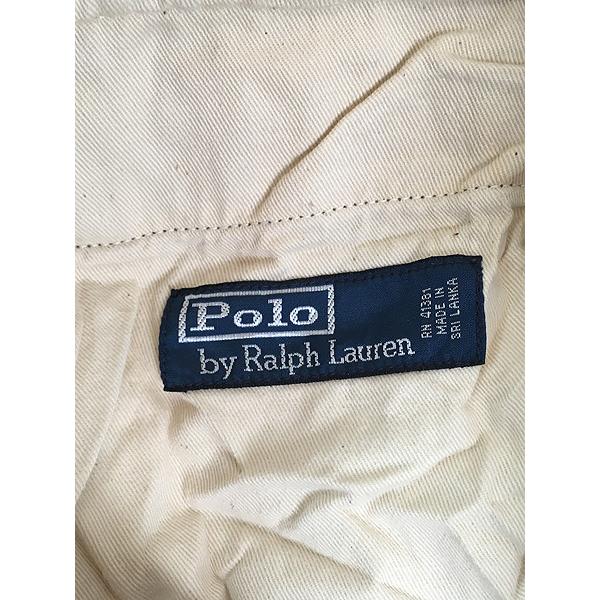 Polo
by Ralph Lauren
RN 41381
MADE IN
SRI LANKA